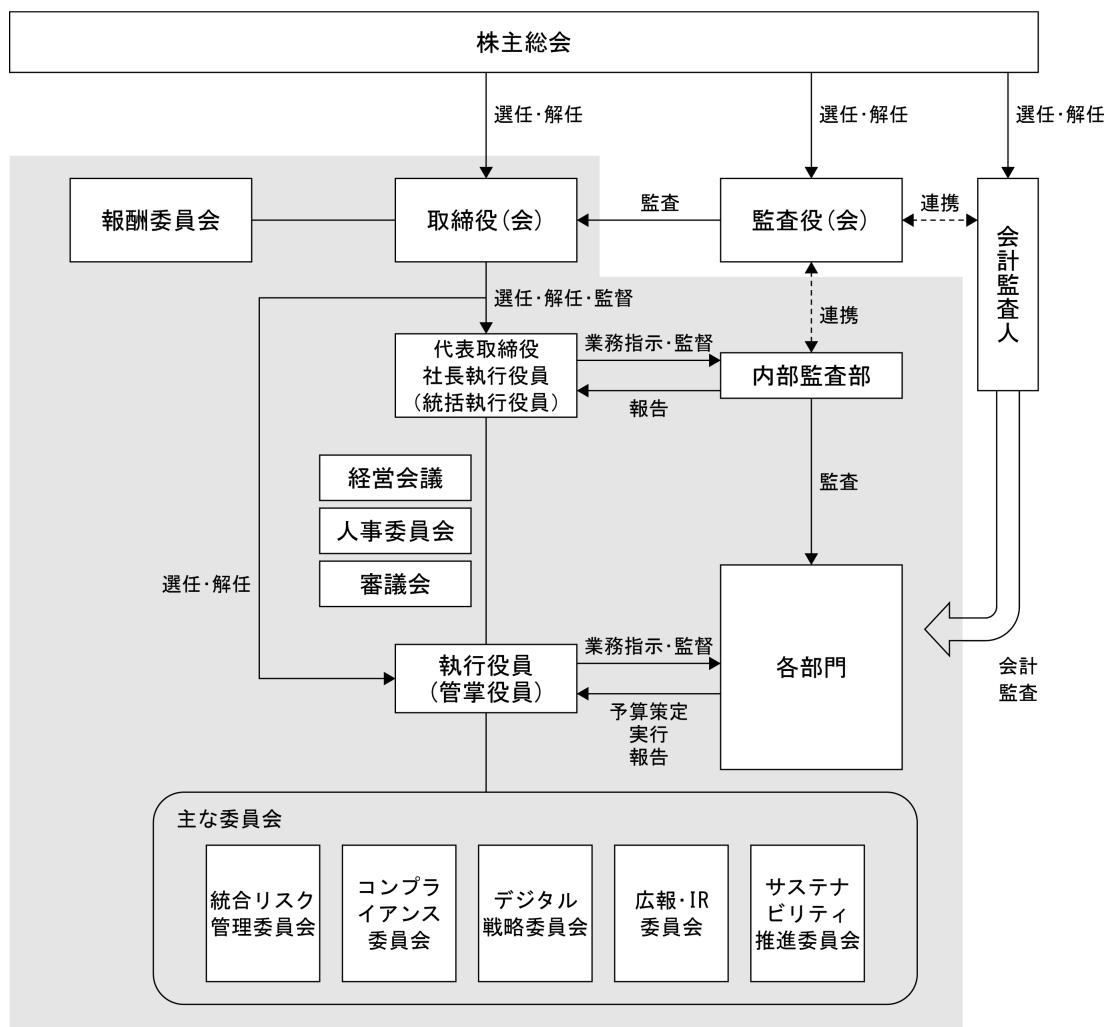 株主総会
選任・解任
選任・解任
選任・解任
報酬委員会
取締役(会)
監査
監査役(会)
連携
会計監査人
選任・解任・監督
連携
代表取締役
社長執行役員
(統括執行役員)
業務指示・監督
報告
内部監査部
経営会議
人事委員会
審議会
監査
選任・解任
執行役員
(管掌役員)
業務指示・監督
予算策定
実行
報告
各部門
会計
監査
主な委員会
統合リスク
管理委員会
コンプラ
イアンス
委員会
デジタル
戦略委員会
広報・IR
委員会
サステナ
ビリティ
推進委員会